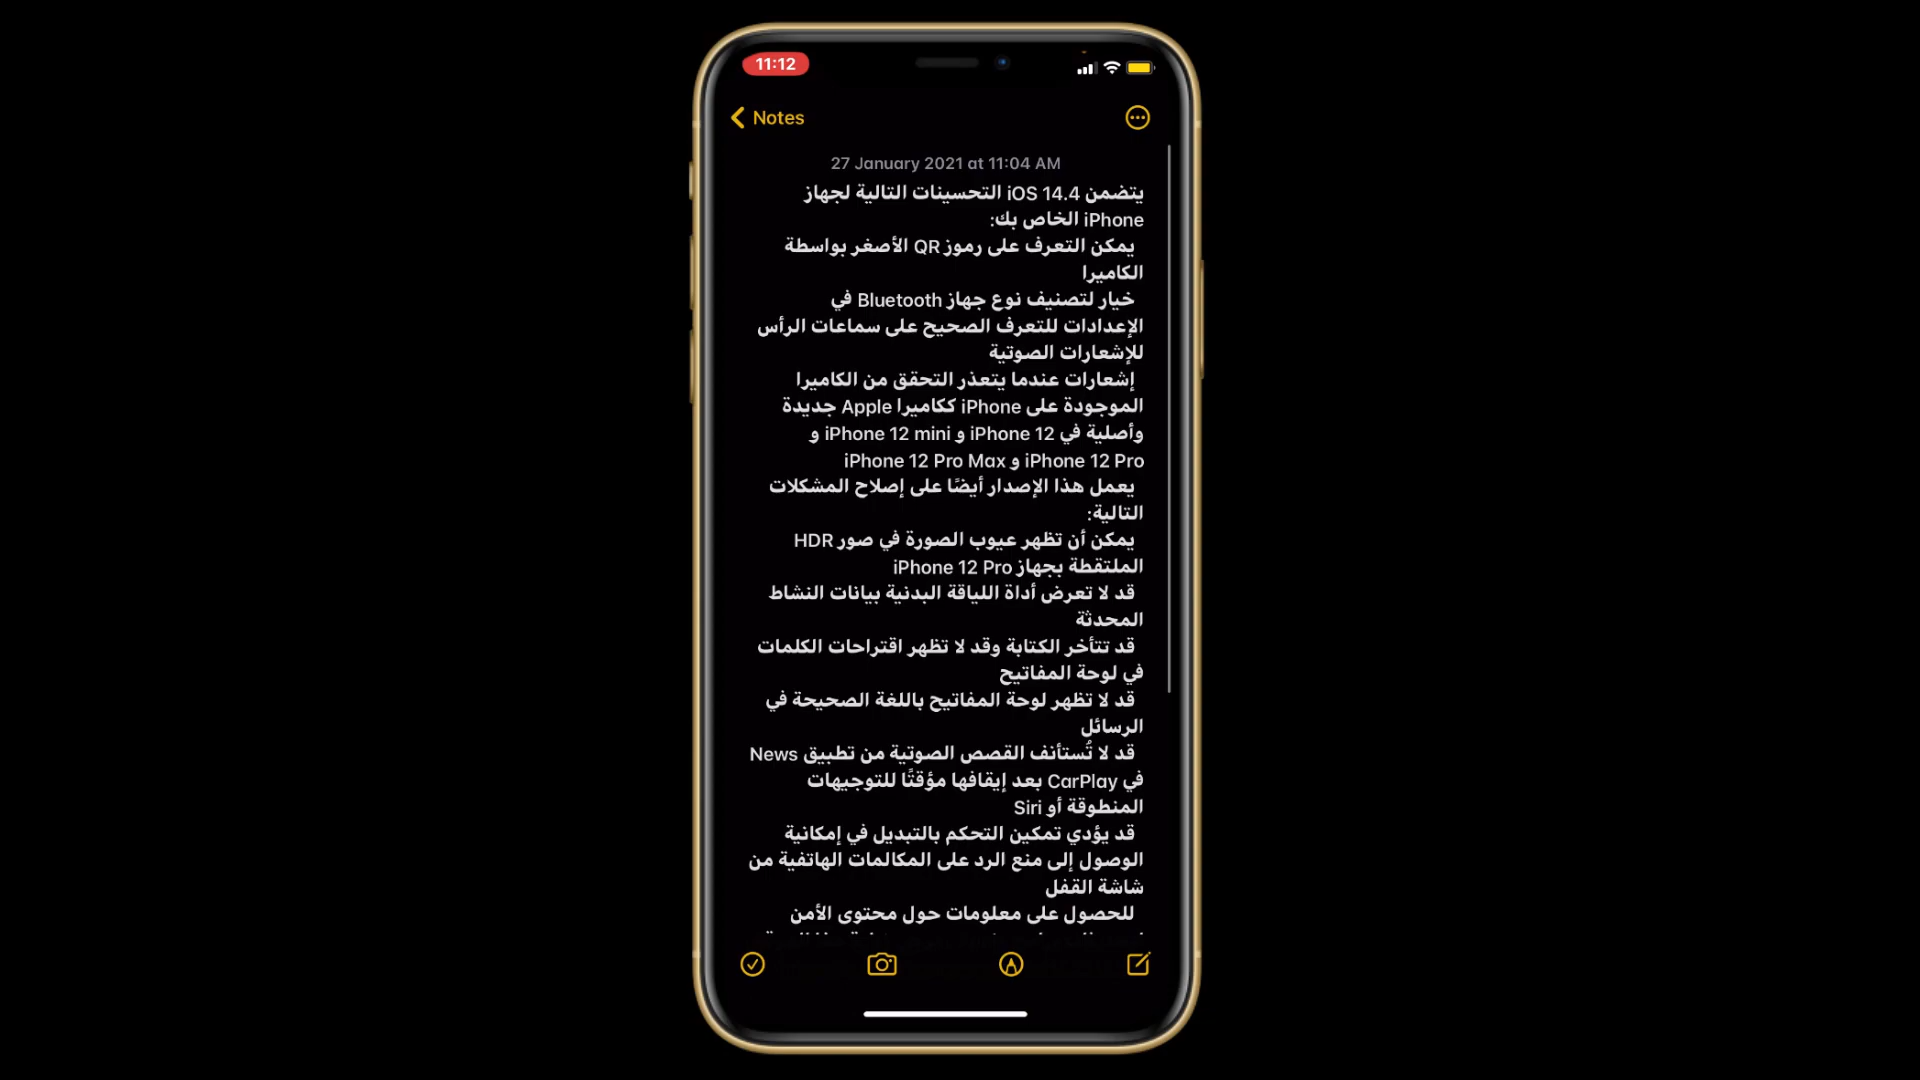 11:12
Notes
27 January 2021 at 11:04 AM
يتضمن iOS 14.4 التحسينات التالية لجهاز
iPhone الخاص بك:
يمكن التعرف على رموز QR الأصغر بواسطة
الكاميرا
خيار لتصنيف نوع جهاز Bluetooth في
الإعدادات للتعرف الصحيح على سماعات الرأس
للإشعارات الصوتية
إشعارات عندما يتعذر التحقق من الكاميرا
الموجودة على iPhone ككاميرا Apple جديدة
وأصلية في iPhone 12 و iPhone 12 mini و
iPhone 12 Pro و iPhone 12 Pro Max
يعمل هذا الإصدار أيضًا على إصلاح المشكلات
التالية:
يمكن أن تظهر عيوب الصورة في صور HDR
الملتقطة بجهاز iPhone 12 Pro
قد لا تعرض أداة اللياقة البدنية بيانات النشاط
المحدثة
قد تتأخر الكتابة وقد لا تظهر اقتراحات الكلمات
في لوحة المفاتيح
قد لا تظهر لوحة المفاتيح باللغة الصحيحة في
الرسائل
قد لا تُستأنف القصص الصوتية من تطبيق News
في CarPlay بعد إيقافها مؤقتًا للتوجيهات
المنطوقة أو Siri
قد يؤدي تمكين التحكم بالتبديل في إمكانية
الوصول إلى منع الرد على المكالمات الهاتفية من
شاشة القفل
للحصول على معلومات حول محتوى الأمن